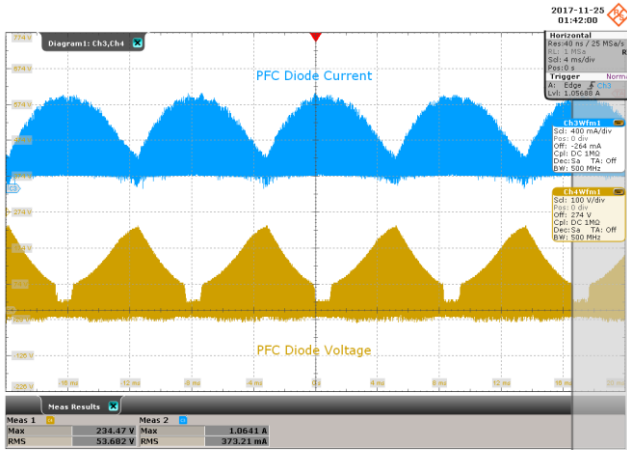 2017-11-25
01:42:00
Diagram1: Ch3,Ch4
Horizontal
Res:40 ns / 25 MSa/s
RL: 1 MSa
Scl: 4 ms/div
Pos:0 s
Trigger Norm
A: Edge Ch3
Lvl: 1.05688 A
PFC Diode Current
Ch3Wfm1
Scl: 400 mA/div
Pos: 0 div
Off: -264 mA
Cpl: DC 1MΩ
Dec:Sa TA: Off
BW: 500 MHz
Ch4Wfm1
Scl: 100 V/div
Pos: 0 div
Off: 274 V
Cpl: DC 1MΩ
Dec:Sa TA: Off
BW: 500 MHz
274 V
PFC Diode Voltage
Meas Results
Meas 1 Meas 2
Max 234.47 V Max 1.0641 A
RMS 53.682 V RMS 373.21 mA